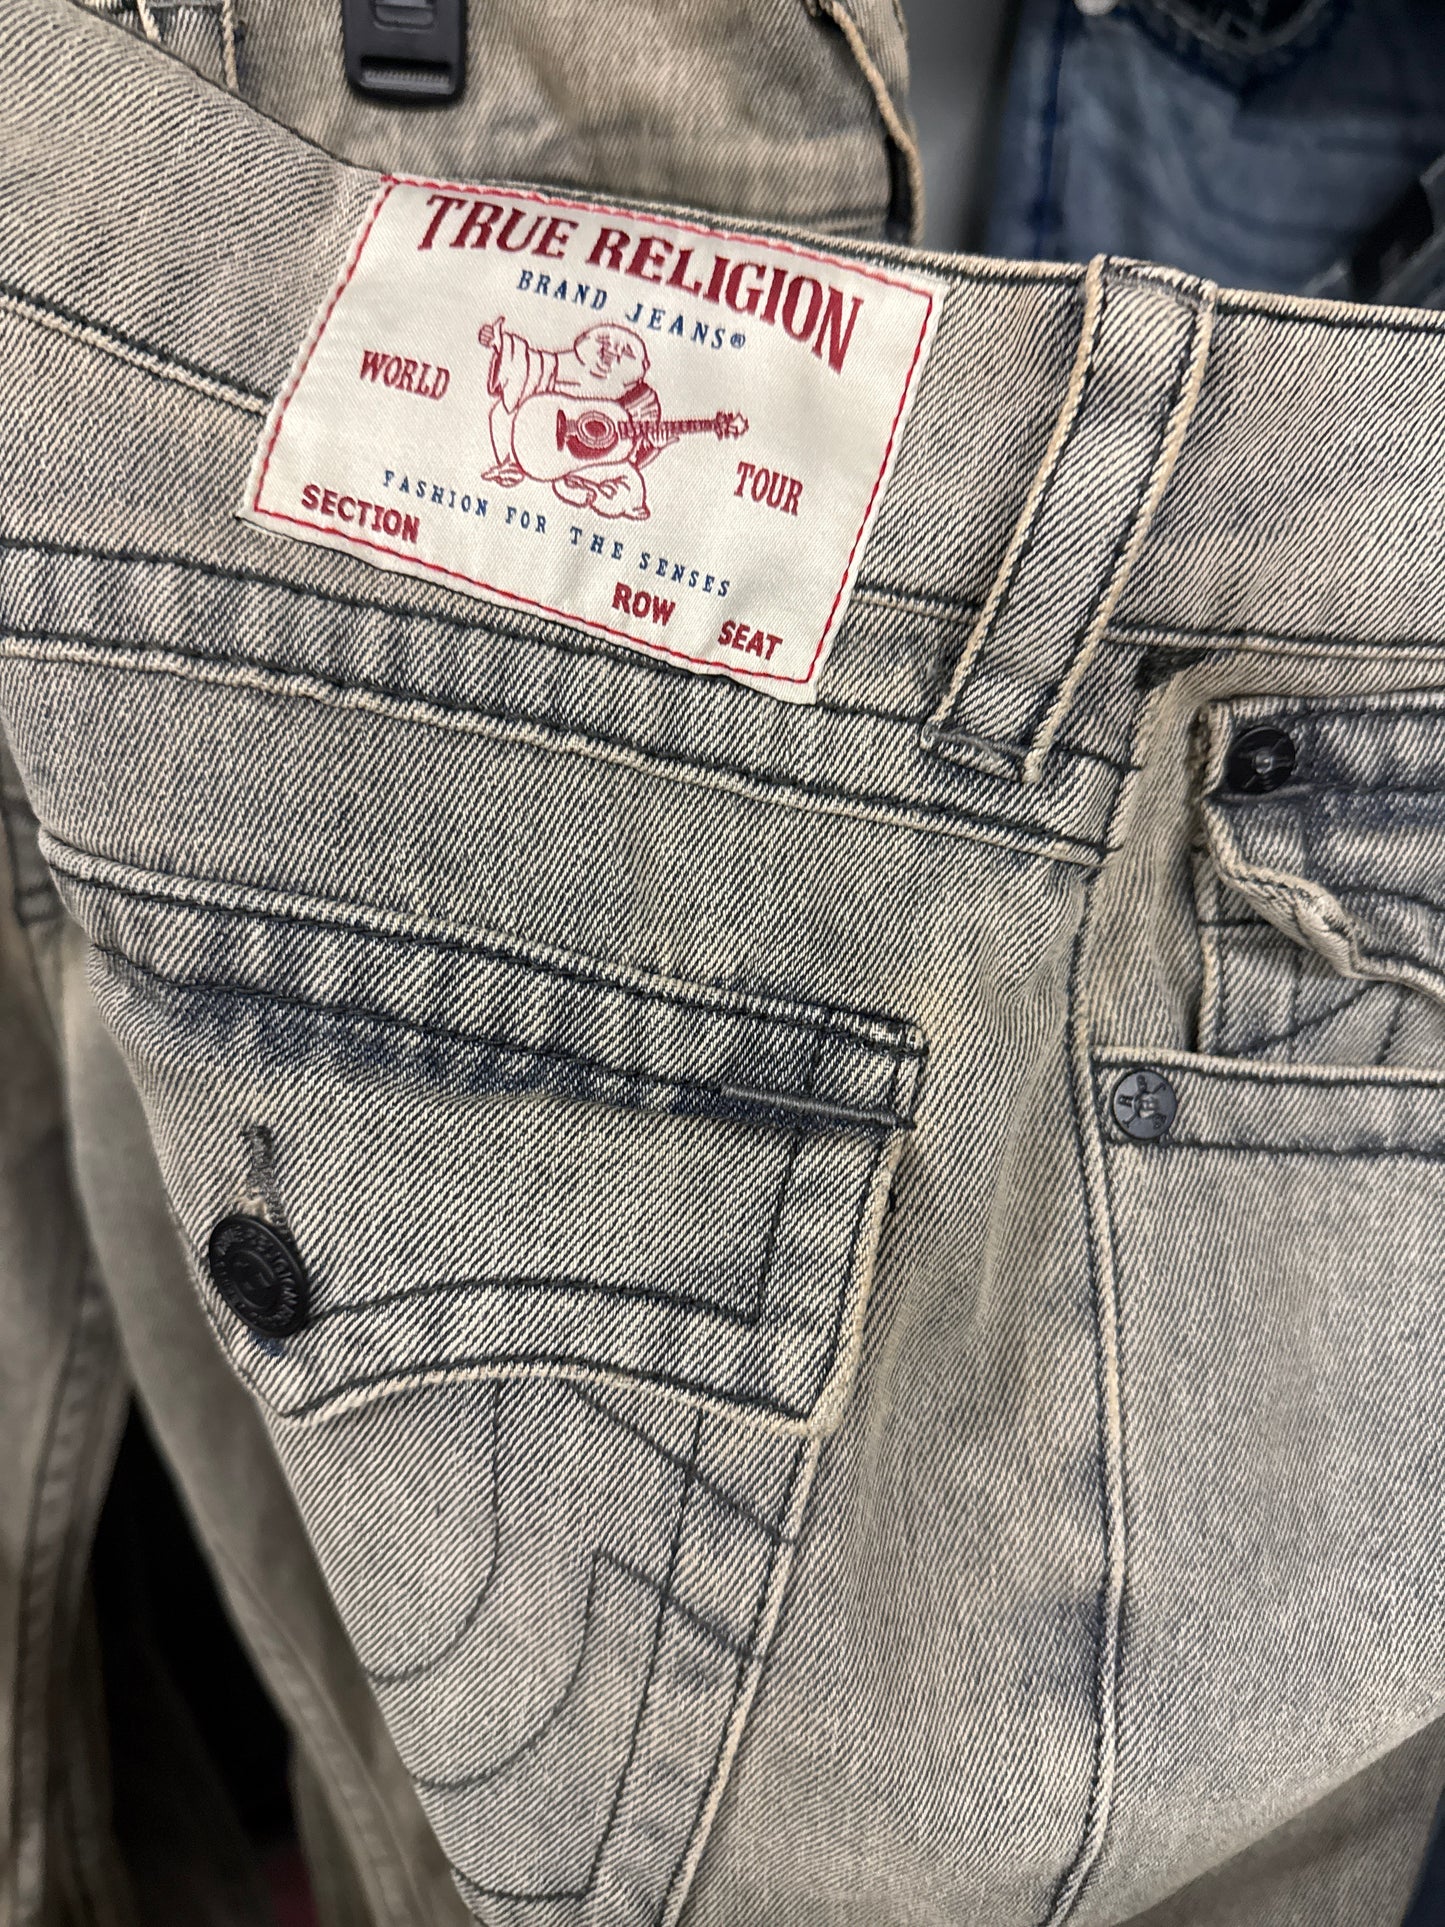 TRUE RELIGION
BRAND JEANS®
WORLD TOUR
FASHION FOR THE SENSES
SECTION ROW SEAT